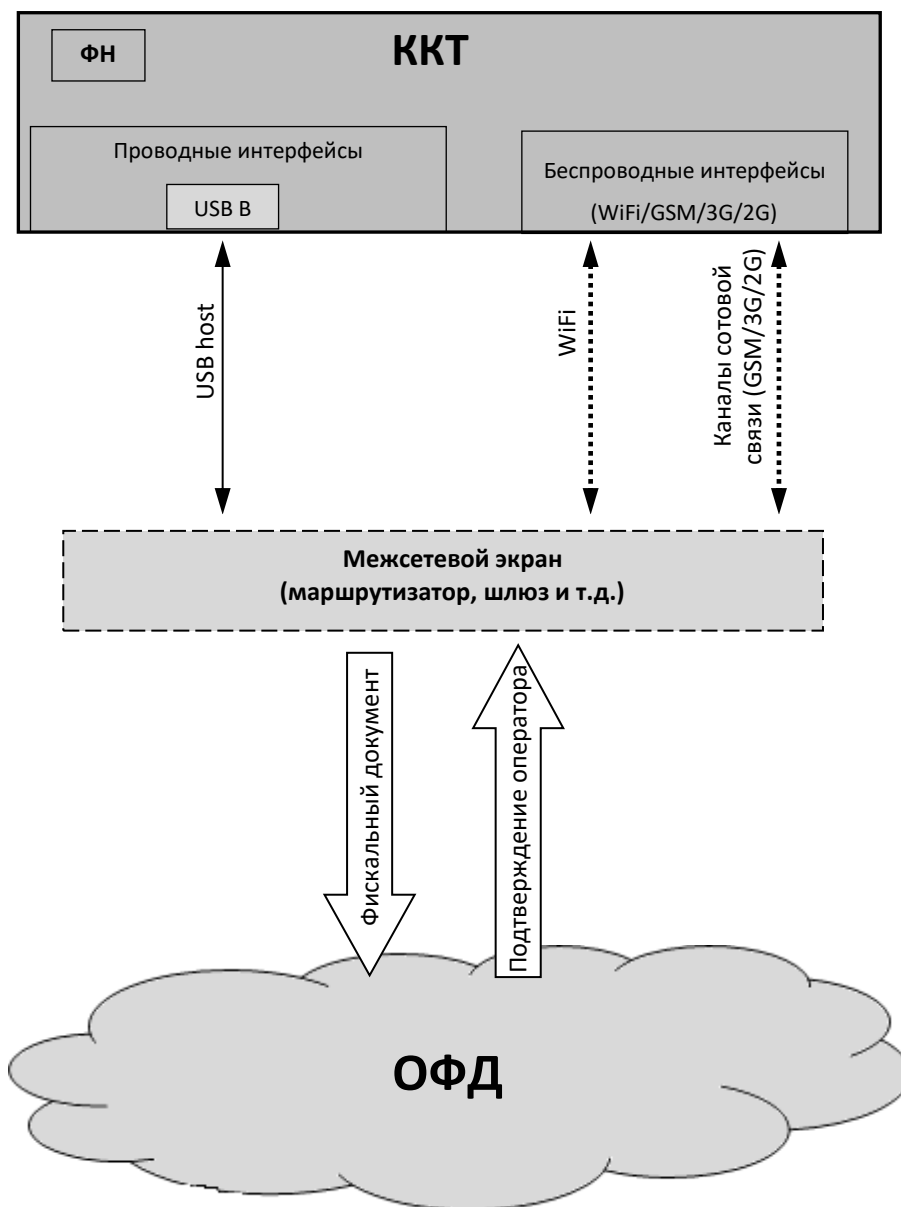 ФН
ККТ
Проводные интерфейсы
USB B
Беспроводные интерфейсы
(WiFi/GSM/3G/2G)
USB host
WiFi
Каналы сотовой
связи (GSM/3G/2G)
Межсетевой экран
(маршрутизатор, шлюз и т.д.)
Фискальный документ
Подтверждение оператора
ОФД